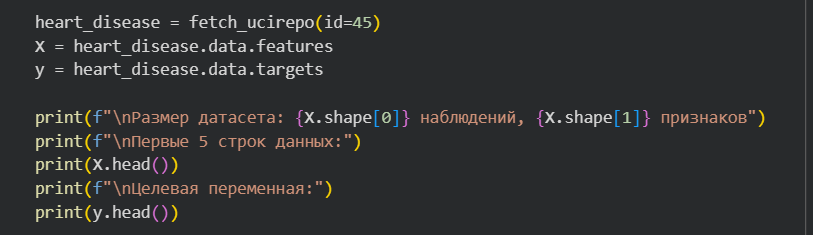 heart_disease = fetch_ucirepo(id=45)
X = heart_disease.data.features
y = heart_disease.data.targets
print(f"\nРазмер датасета: {X.shape[0]} наблюдений, {X.shape[1]} признаков")
print(f"\nПервые 5 строк данных:")
print(X.head())
print(f"\nЦелевая переменная:")
print(y.head())